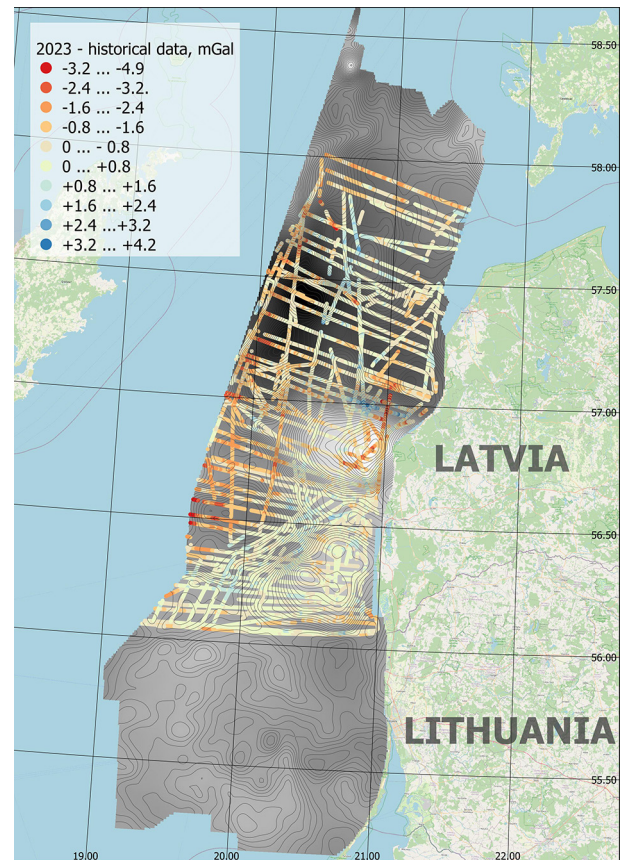 2023 - historical data, mGal
-3.2 ... -4.9
-2.4 ... -3.2.
-1.6 ... -2.4
-0.8 ... -1.6
0 ... - 0.8
0 ... +0.8
+0.8 ... +1.6
+1.6 ... +2.4
+2.4 ...+3.2
+3.2 ... +4.2
58.50
58.00
57.50
57.00
LATVIA
56.50
56.00
LITHUANIA
55.50
19.00 20.00 21.00 22.00